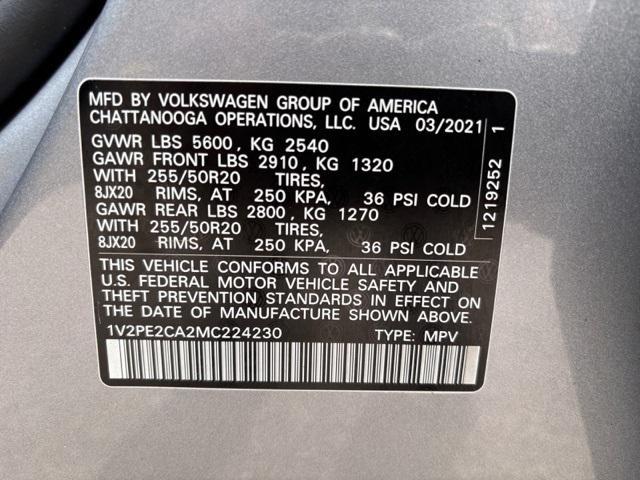 MFD BY VOLKSWAGEN GROUP OF AMERICA
CHATTANOOGA OPERATIONS, LLC. USA 03/2021
GVWR LBS 5600, KG 2540
GAWR FRONT LBS 2910, KG 1320
WITH 255/50R20 TIRES,
8JX20 RIMS, AT 250 KPA, 36 PSI COLD
GAWR REAR LBS 2800, KG 1270
WITH 255/50R20 TIRES,
8JX20 RIMS, AT 250 KPA, 36 PSI COLD
THIS VEHICLE CONFORMS TO ALL APPLICABLE
U.S. FEDERAL MOTOR VEHICLE SAFETY AND
THEFT PREVENTION STANDARDS IN EFFECT ON
THE DATE OF MANUFACTURE SHOWN ABOVE.
1V2PE2CA2MC224230 TYPE: MPV
1219252 1